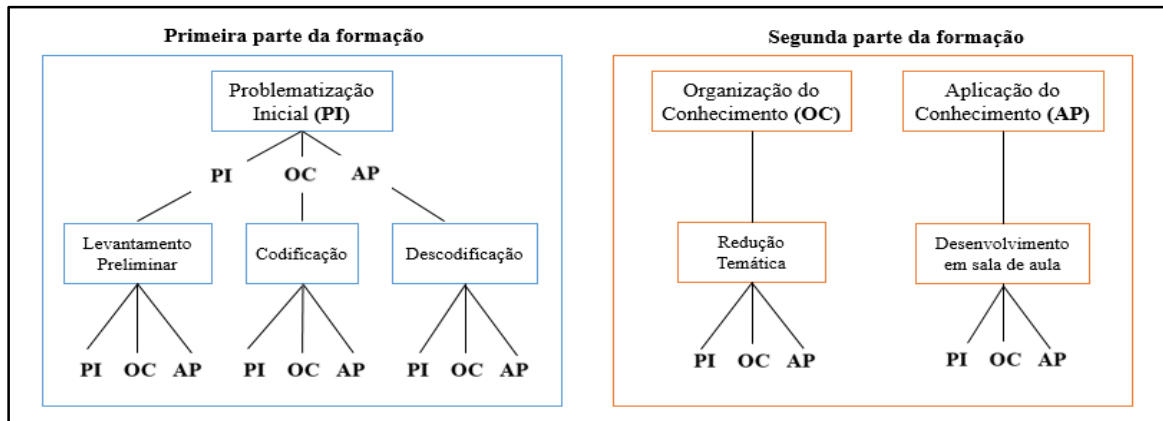 Primeira parte da formação
Problematização
Inicial (PI)
PI OC AP
Levantamento
Preliminar
Codificação
Descodificação
PI OC AP
PI OC AP
PI OC AP
Segunda parte da formação
Organização do
Conhecimento (OC)
Aplicação do
Conhecimento (AP)
Redução
Temática
Desenvolvimento
em sala de aula
PI OC AP
PI OC AP